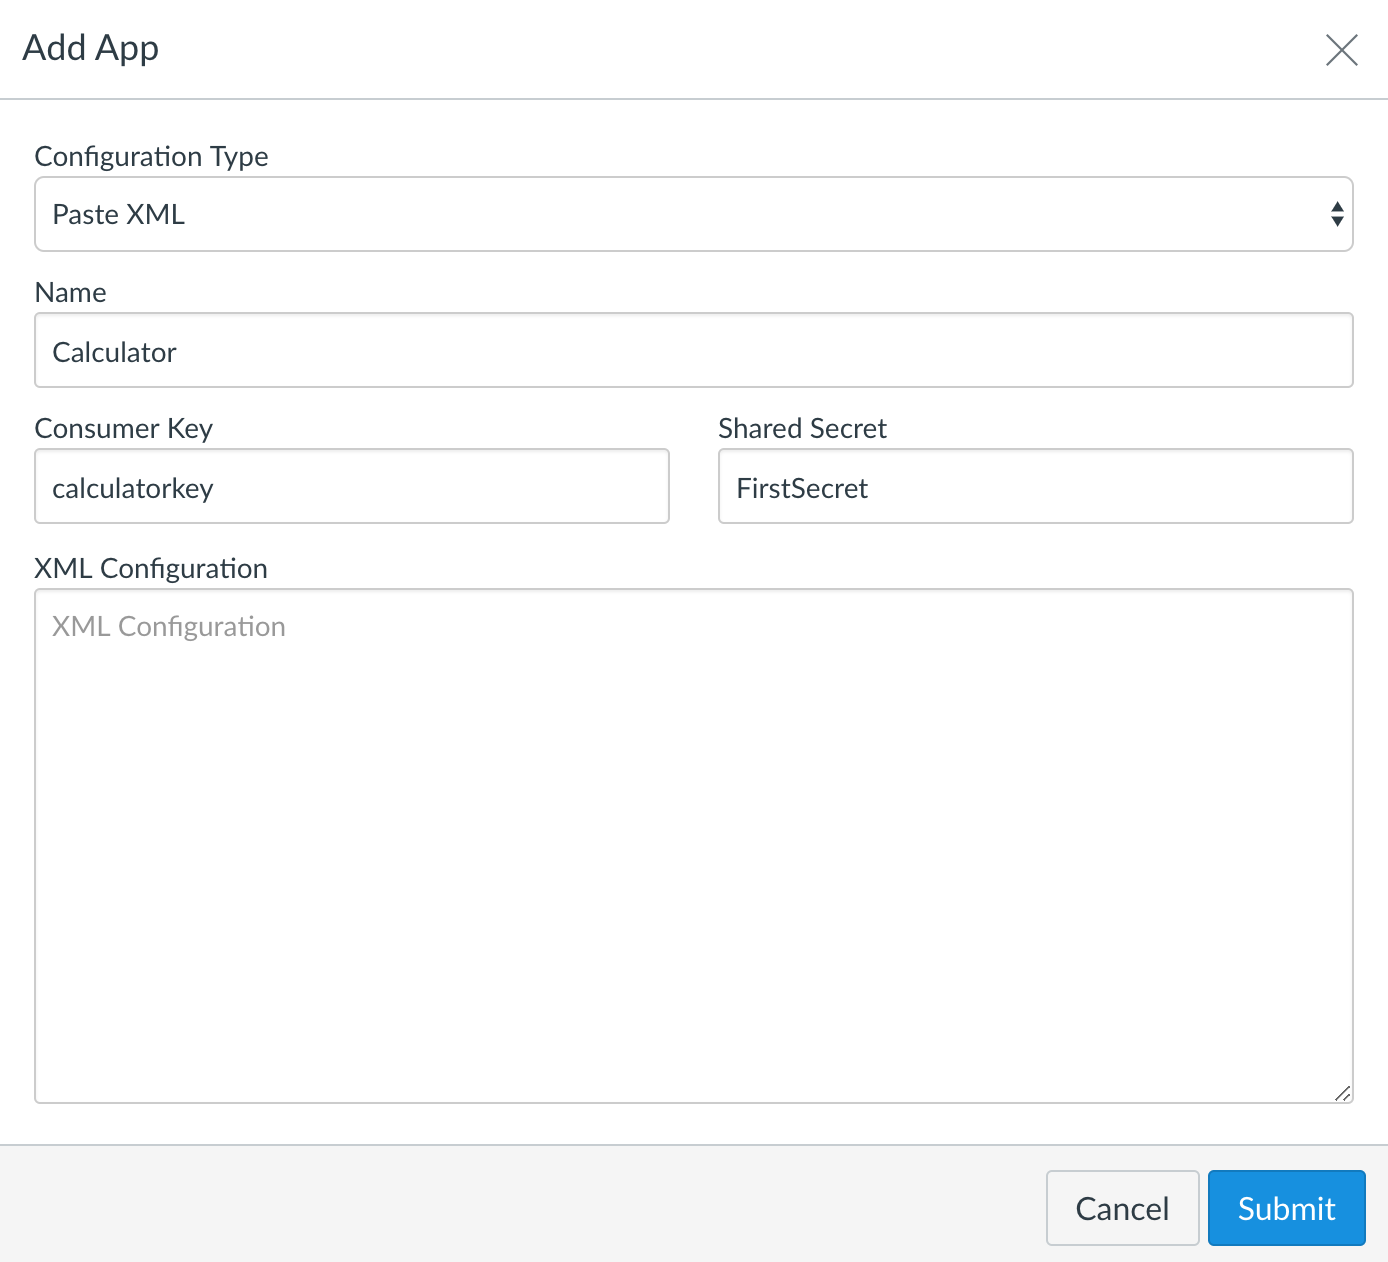 Add App
Configuration Type
Paste XML
Name
Calculator
Consumer Key
Shared Secret
calculatorkey
FirstSecret
XML Configuration
XML Configuration
Cancel
Submit